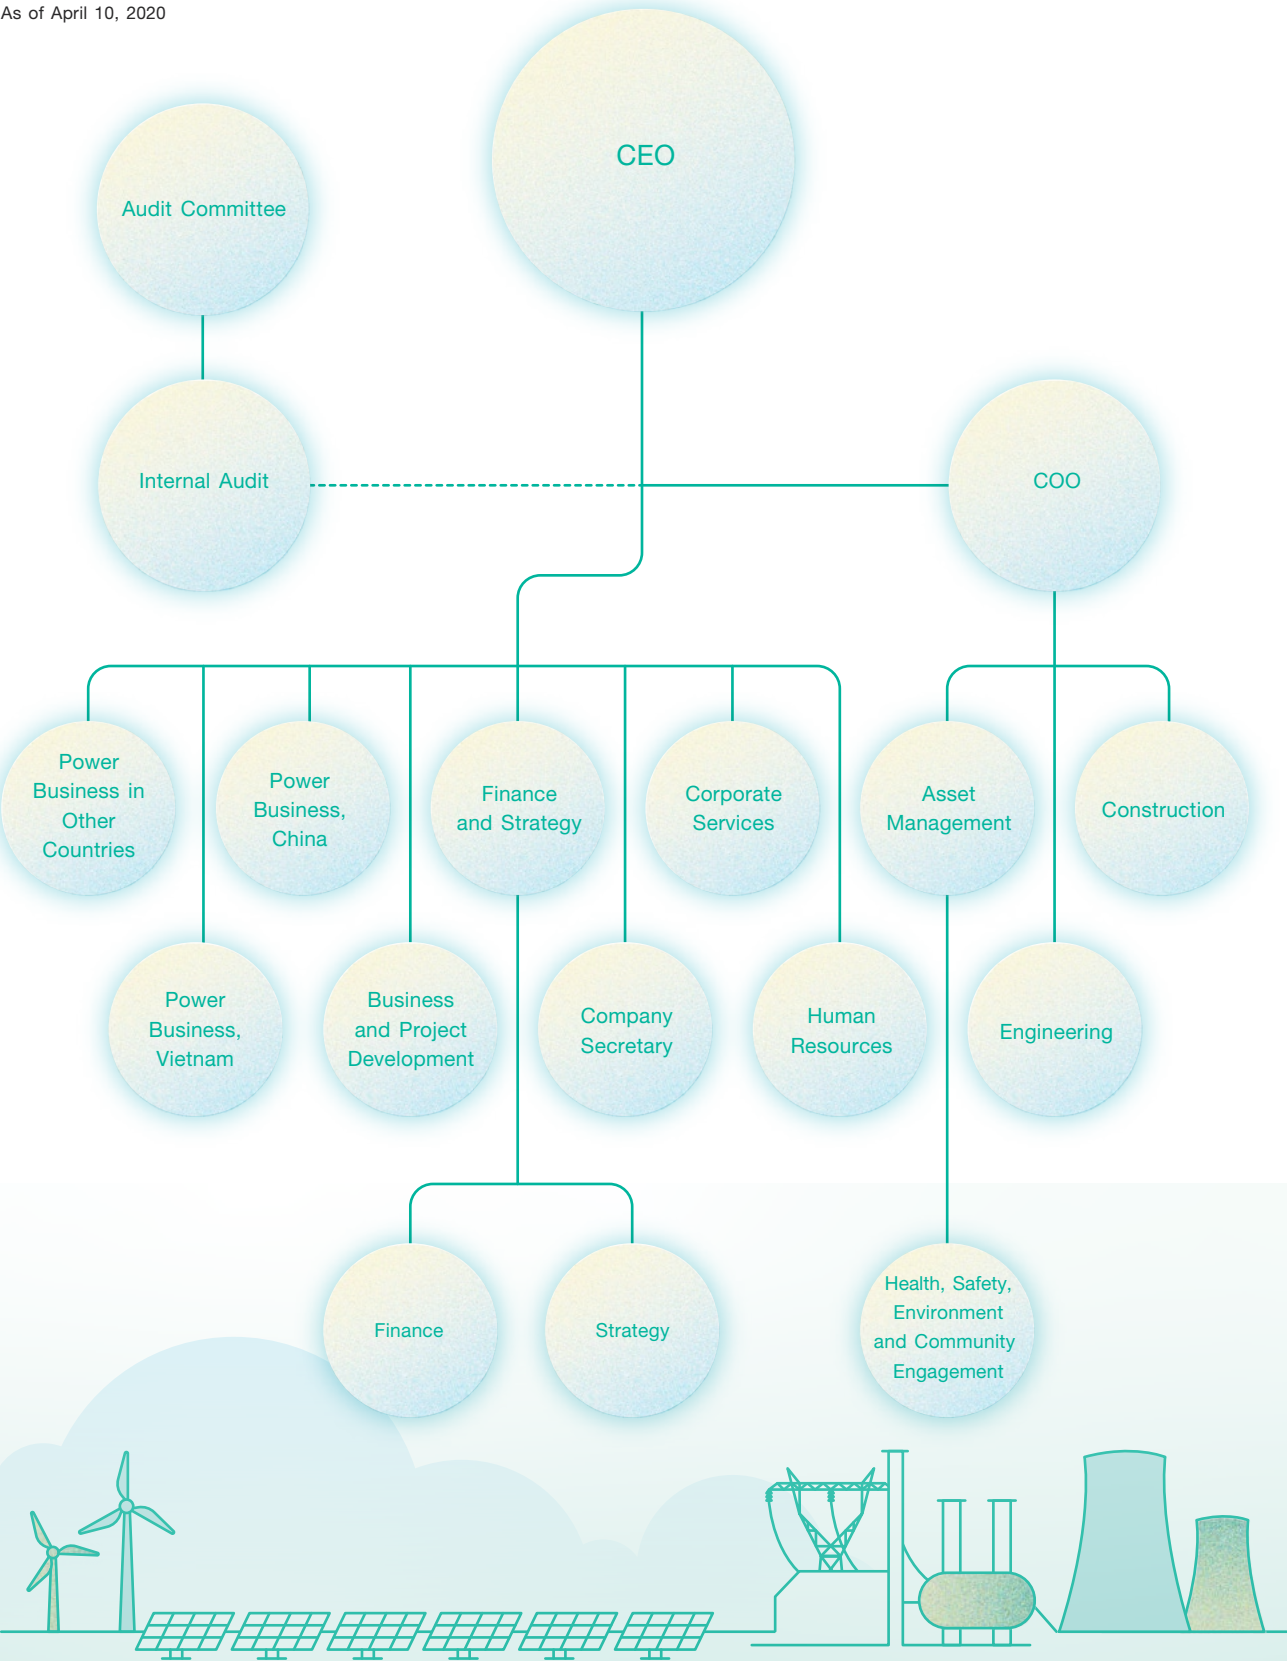 As of April 10, 2020
CEO
Audit Committee
Internal Audit
COO
Power
Business in
Other
Countries
Power
Business,
China
Finance
and Strategy
Corporate
Services
Asset
Management
Construction
Power
Business,
Vietnam
Business
and Project
Development
Company
Secretary
Human
Resources
Engineering
Finance
Strategy
Health, Safety,
Environment
and Community
Engagement